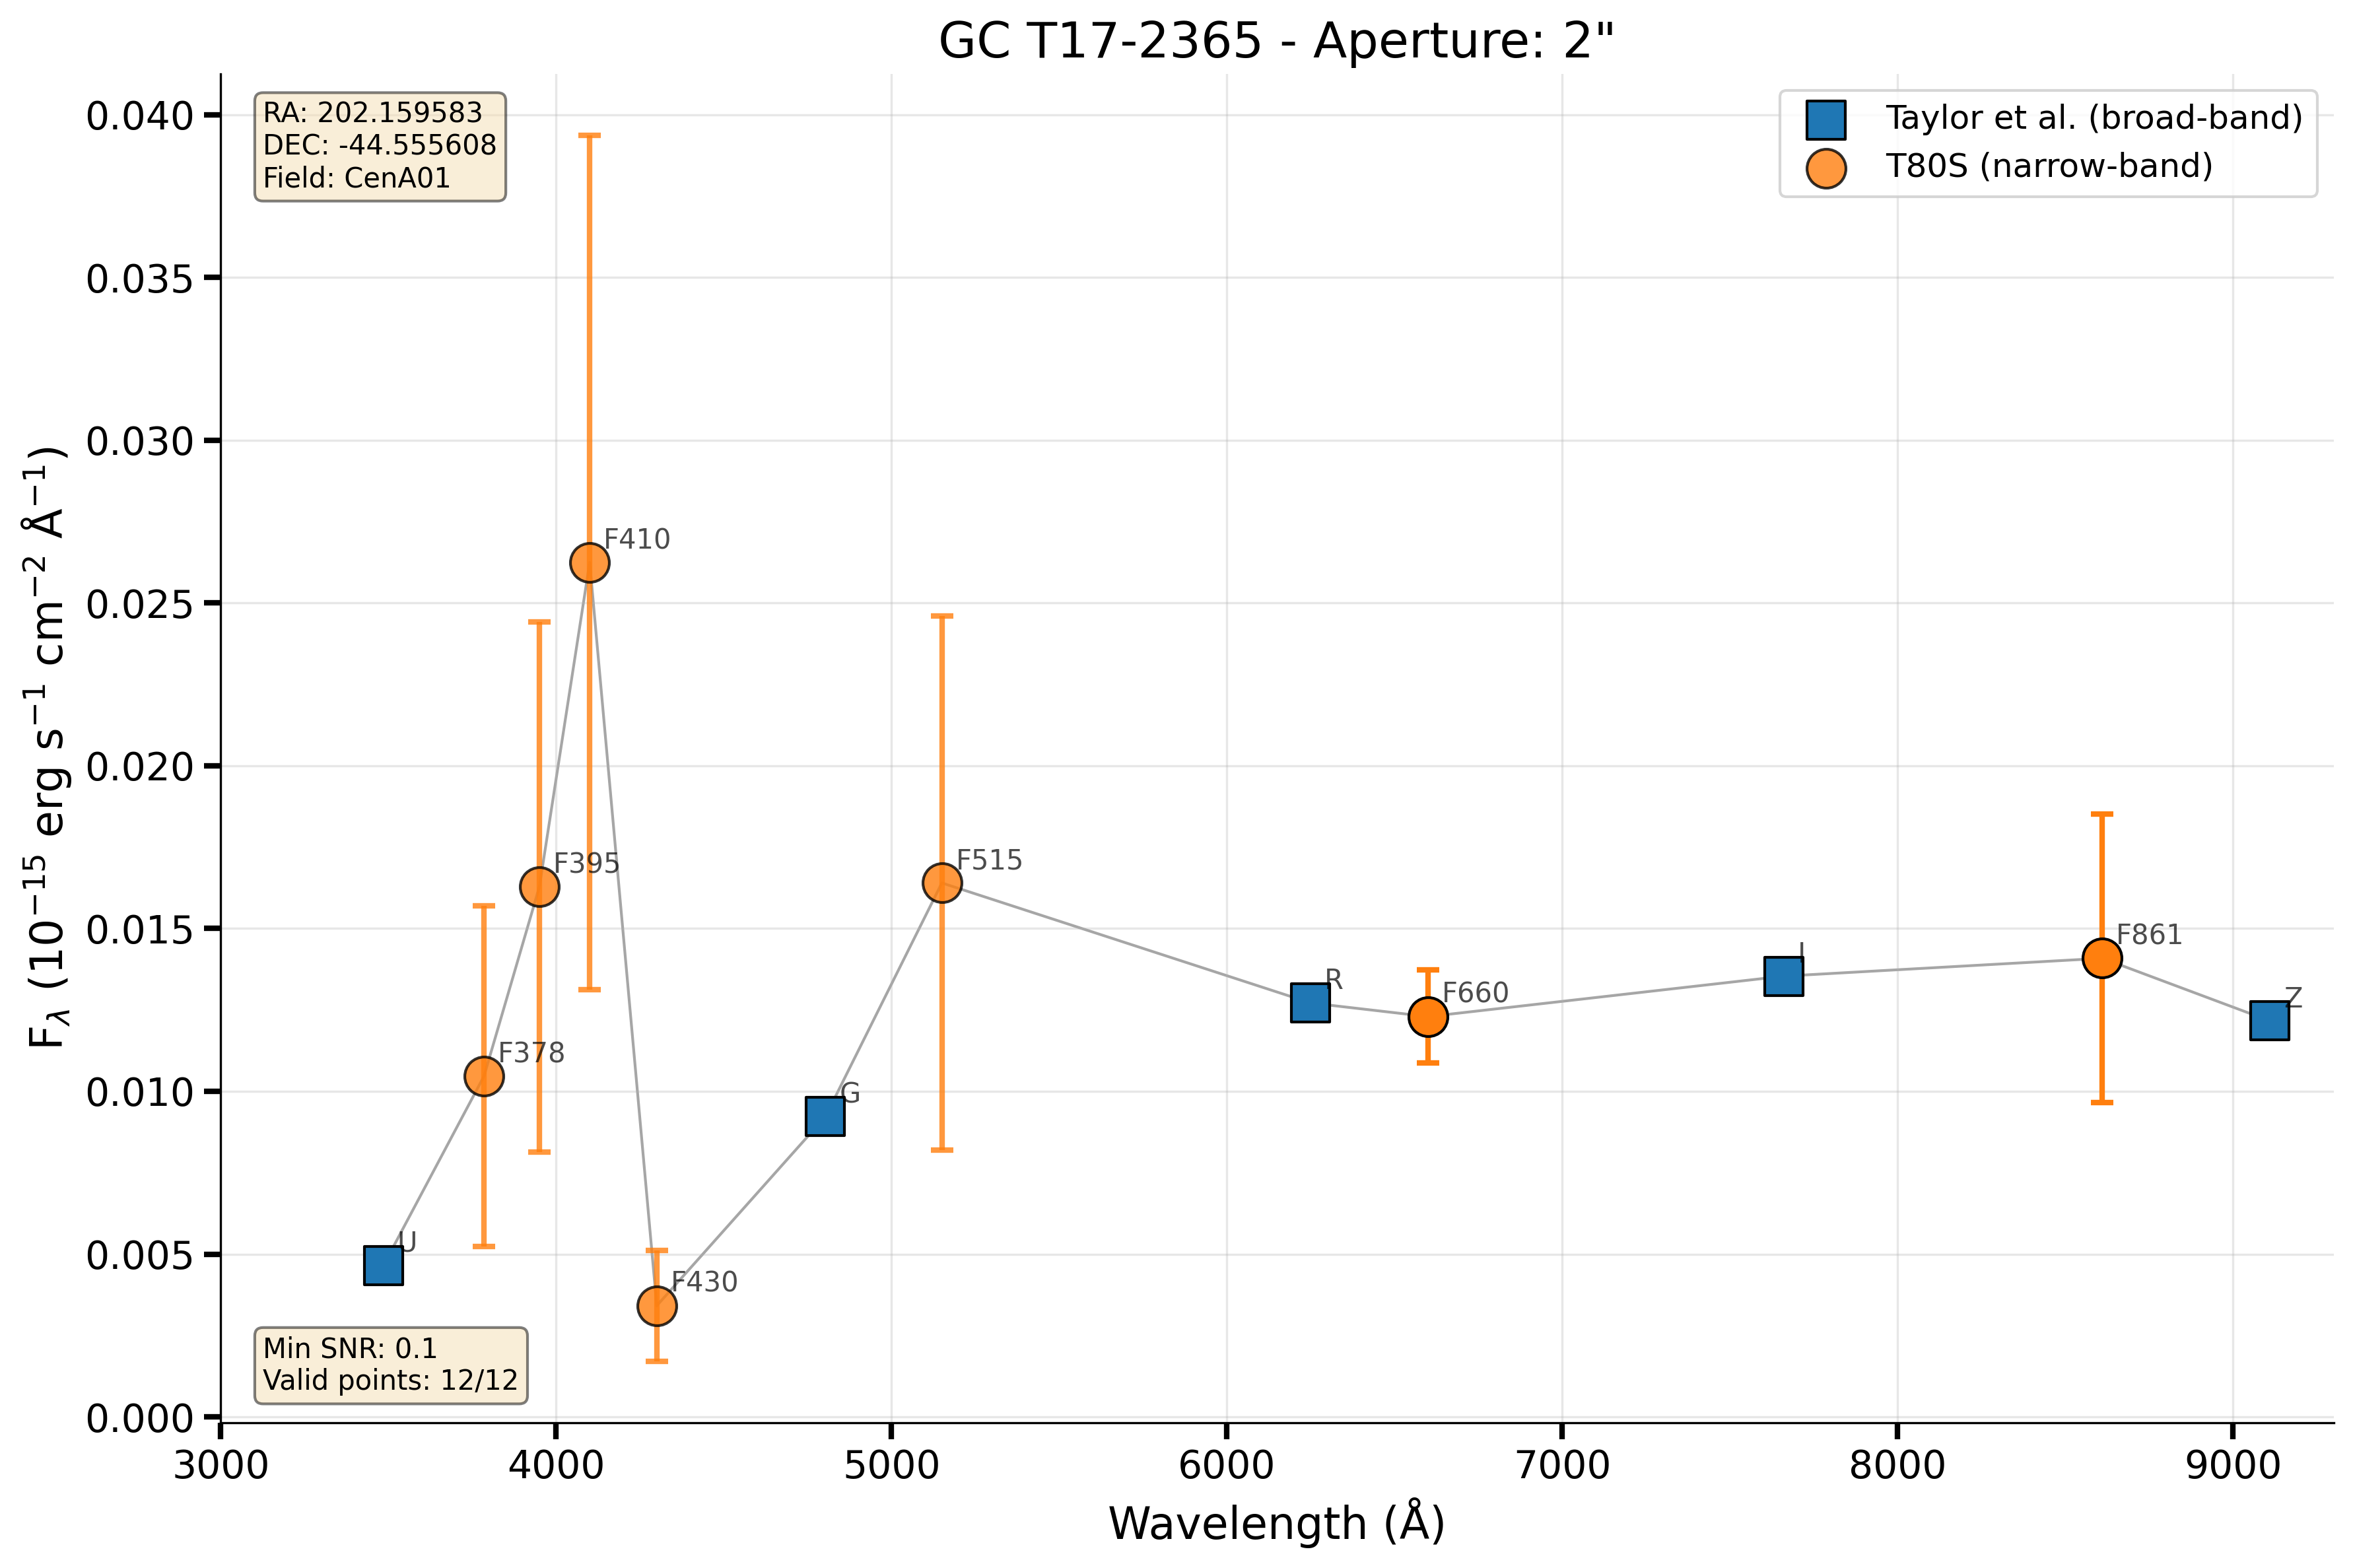 GC T17-2365 - Aperture: 2"
RA: 202.159583
DEC: -44.555608
Field: CenA01
Taylor et al. (broad-band)
T80S (narrow-band)
F410
F395
F378
F515
F430
F660
F861
U
G
R
I
Z
Min SNR: 0.1
Valid points: 12/12
0.040
0.035
0.030
0.025
0.020
0.015
0.010
0.005
0.000
3000 4000 5000 6000 7000 8000 9000
Wavelength (Å)
F_λ (10⁻¹⁵ erg s⁻¹ cm⁻² Å⁻¹)